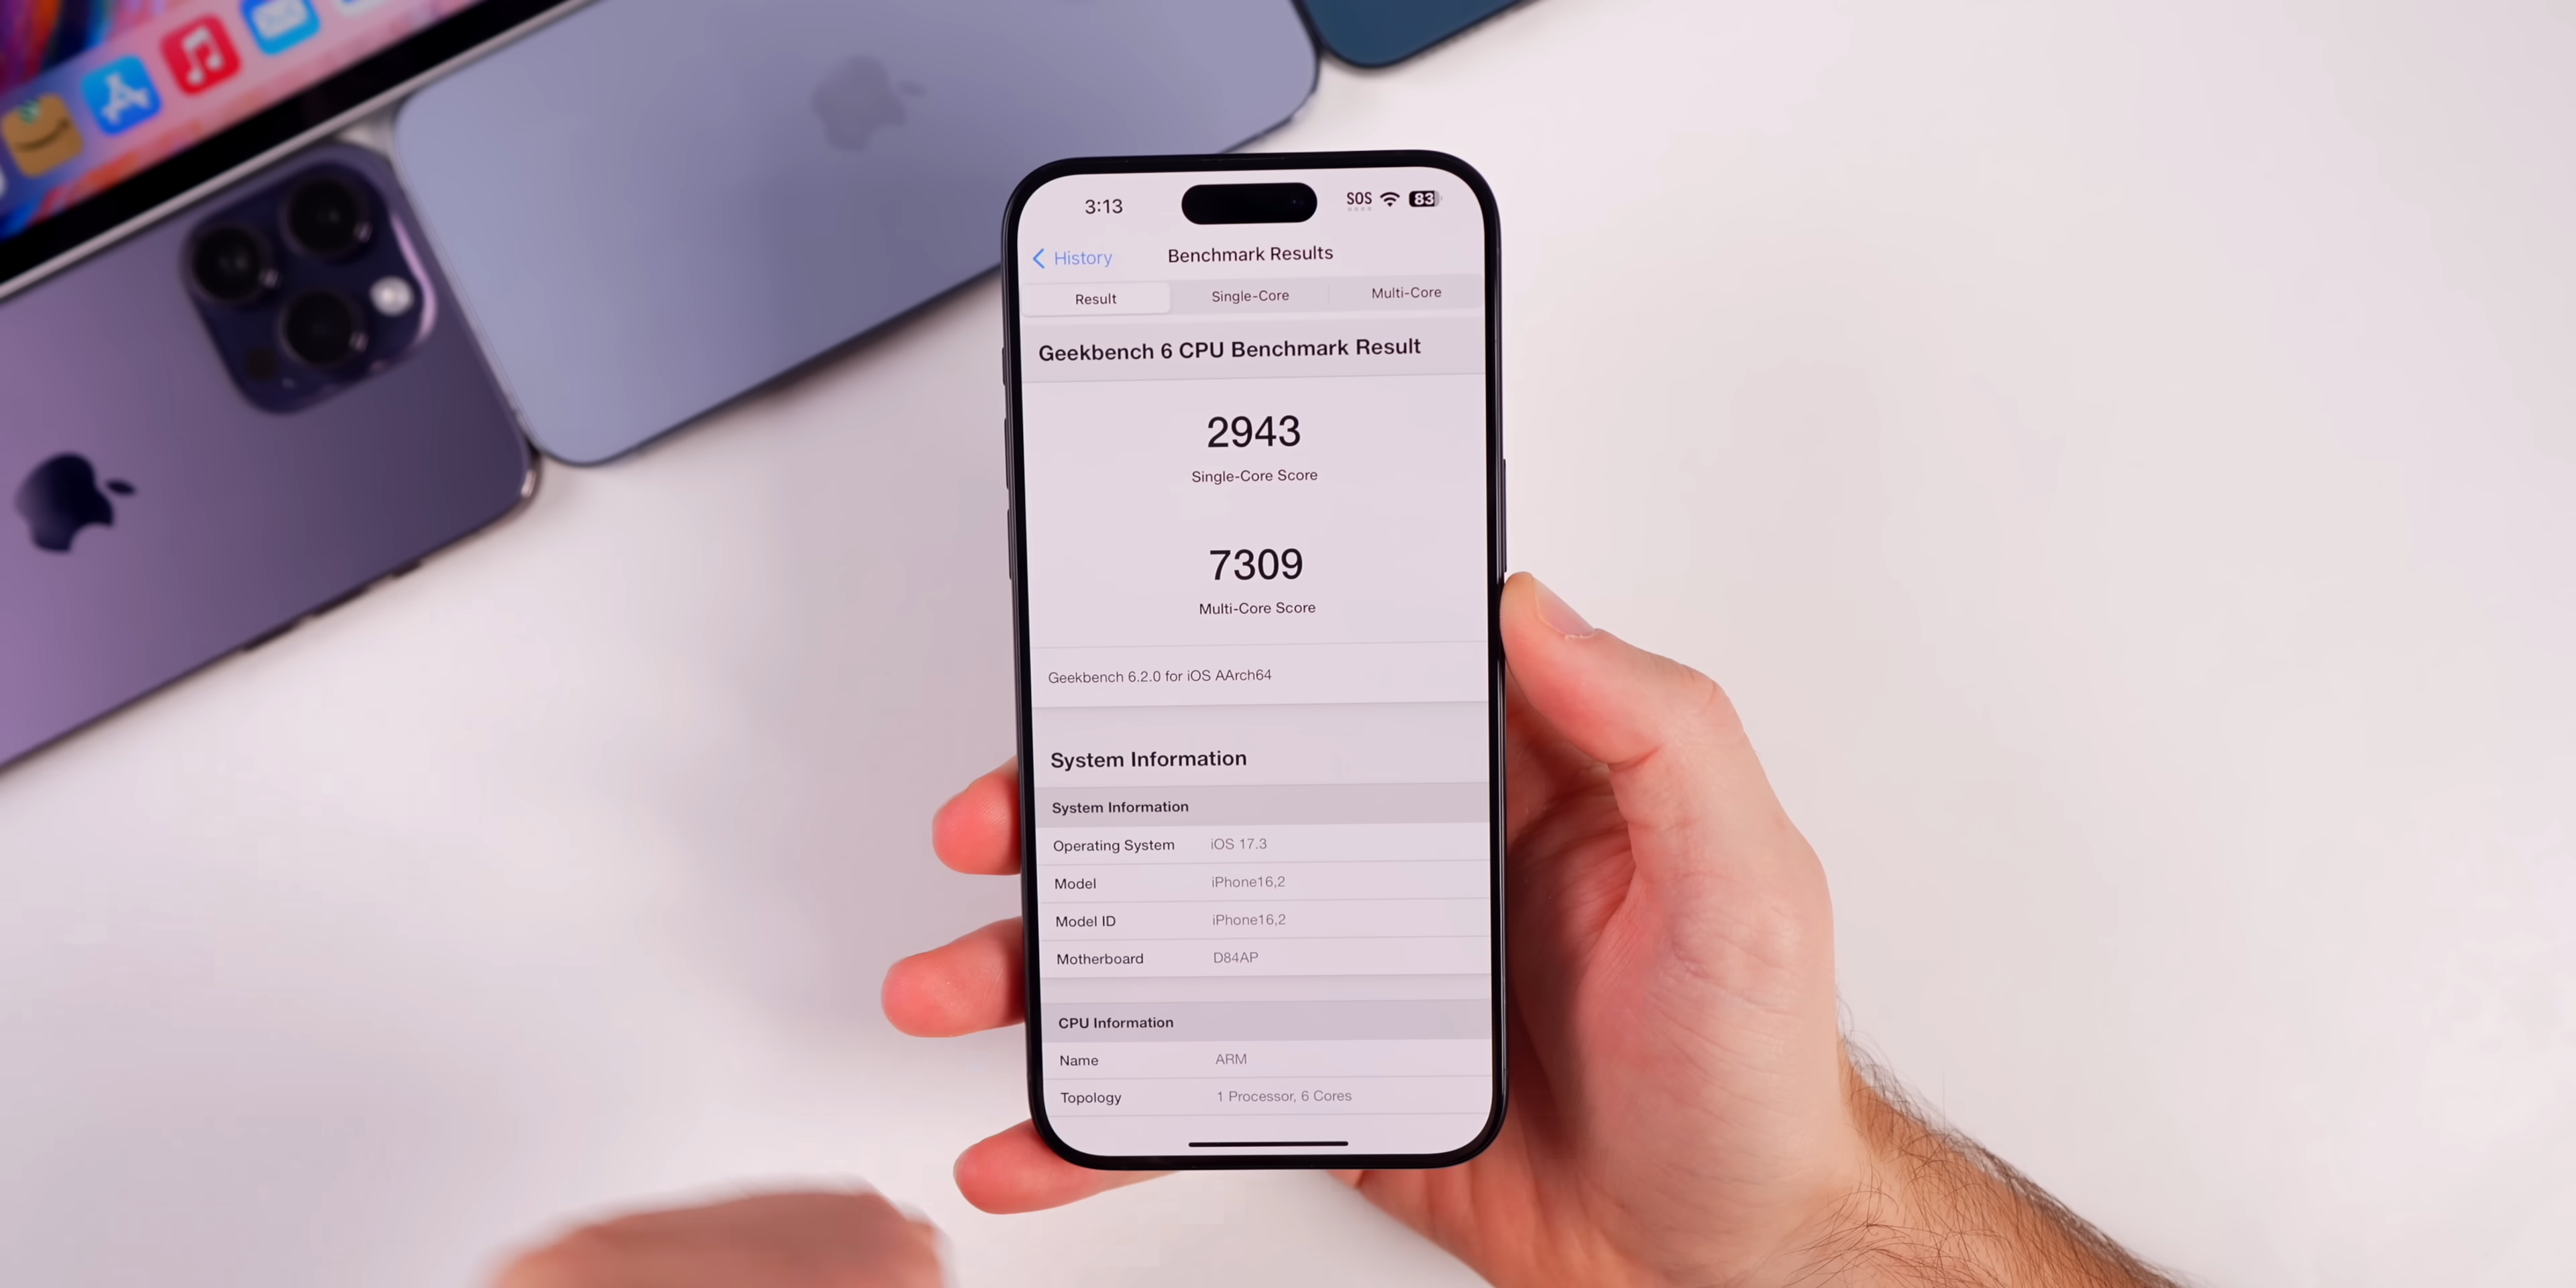 3:13 SOS 83
History Benchmark Results
Result Single-Core Multi-Core
Geekbench 6 CPU Benchmark Result
2943
Single-Core Score
7309
Multi-Core Score
Geekbench 6.2.0 for iOS AArch64
System Information
System Information
Operating System iOS 17.3
Model iPhone16,2
Model ID iPhone16,2
Motherboard D84AP
CPU Information
Name ARM
Topology 1 Processor, 6 Cores